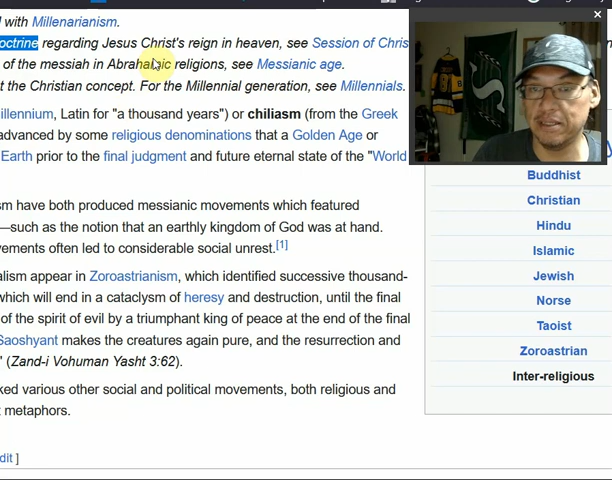 d with Millenarianism.
octrine regarding Jesus Christ's reign in heaven, see Session of Chris
of the messiah in Abrahamic religions, see Messianic age.
t the Christian concept. For the Millennial generation, see Millennials.
illennium, Latin for "a thousand years") or chiliasm (from the Greek
advanced by some religious denominations that a Golden Age or
Earth prior to the final judgment and future eternal state of the "World
sm have both produced messianic movements which featured
—such as the notion that an earthly kingdom of God was at hand.
vements often led to considerable social unrest.[1]
alism appear in Zoroastrianism, which identified successive thousand-
which will end in a cataclysm of heresy and destruction, until the final
of the spirit of evil by a triumphant king of peace at the end of the final
Saoshyant makes the creatures again pure, and the resurrection and
" (Zand-i Vohuman Yasht 3:62).
ked various other social and political movements, both religious and
t metaphors.
dit ]
Buddhist
Christian
Hindu
Islamic
Jewish
Norse
Taoist
Zoroastrian
Inter-religious